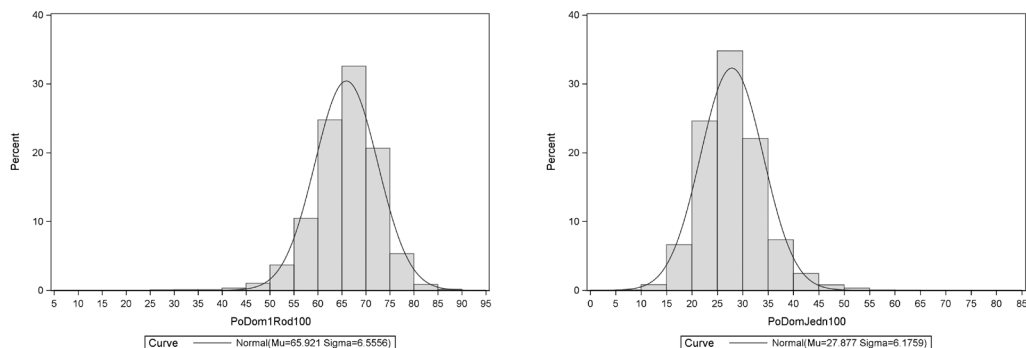 40
30
20
10
0
Percent
5 10 15 20 25 30 35 40 45 50 55 60 65 70 75 80 85 90 95
PoDom1Rod100
Curve Normal(Mu=65.921 Sigma=6.5556)
40
30
20
10
0
Percent
0 5 10 15 20 25 30 35 40 45 50 55 60 65 70 75 80 85
PoDomJedn100
Curve Normal(Mu=27.877 Sigma=6.1759)